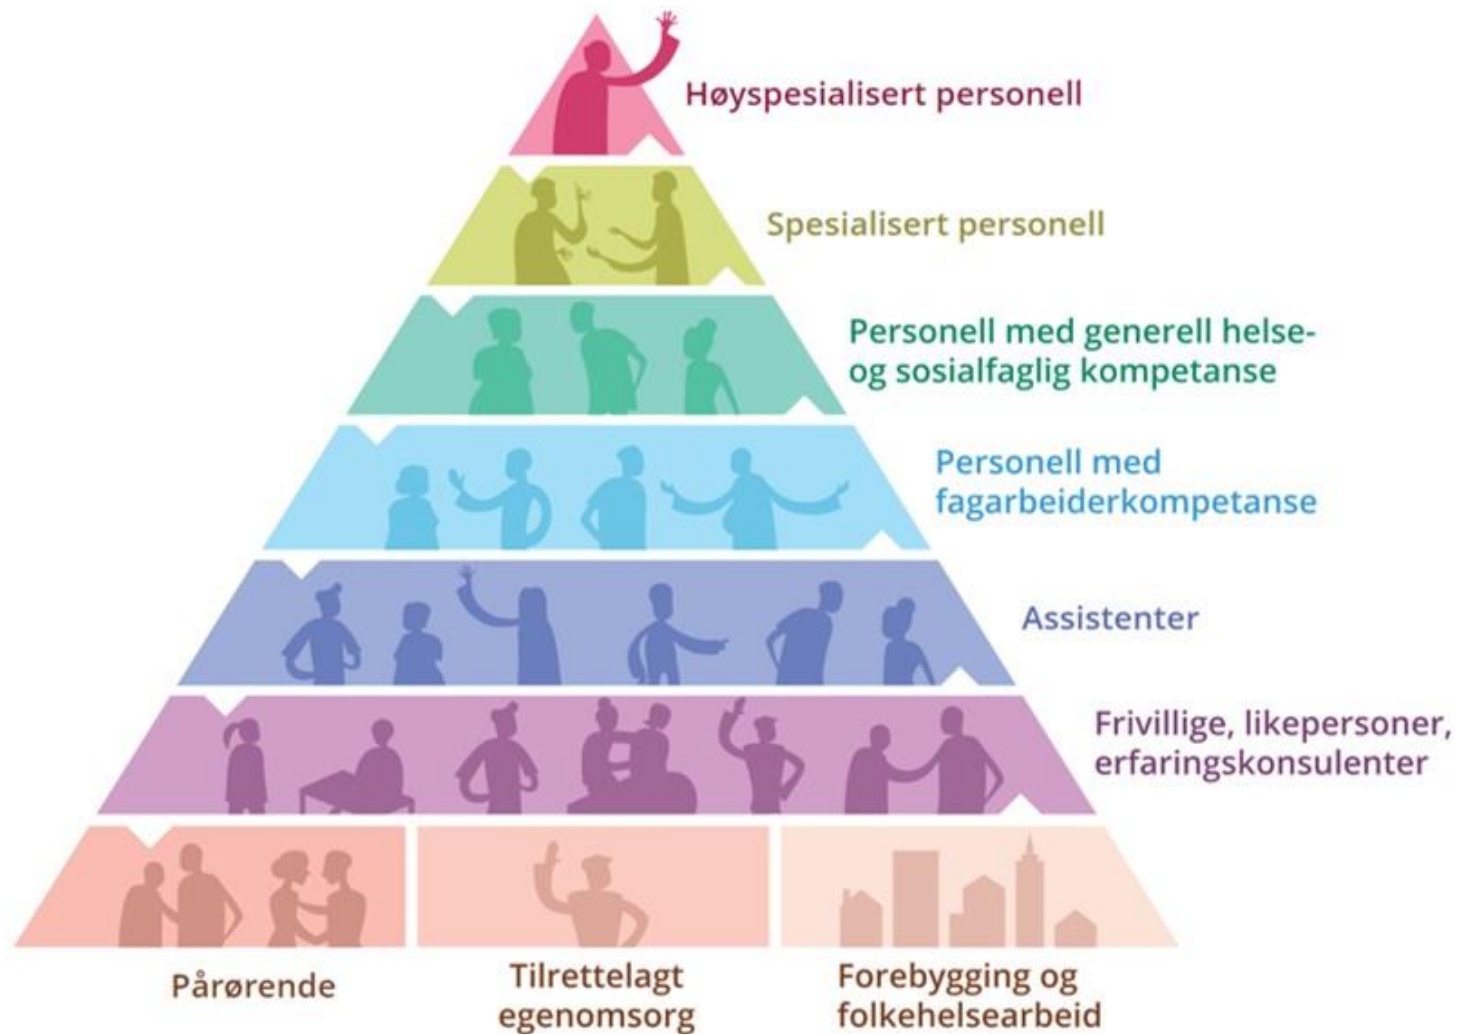 Høyspesialisert personell
Spesialisert personell
Personell med generell helse-
og sosialfaglig kompetanse
Personell med
fagarbeiderkompetanse
Assistenter
Frivillige, likepersoner,
erfaringskonsulenter
Pårørende
Tilrettelagt
egenomsorg
Forebygging og
folkehelsearbeid